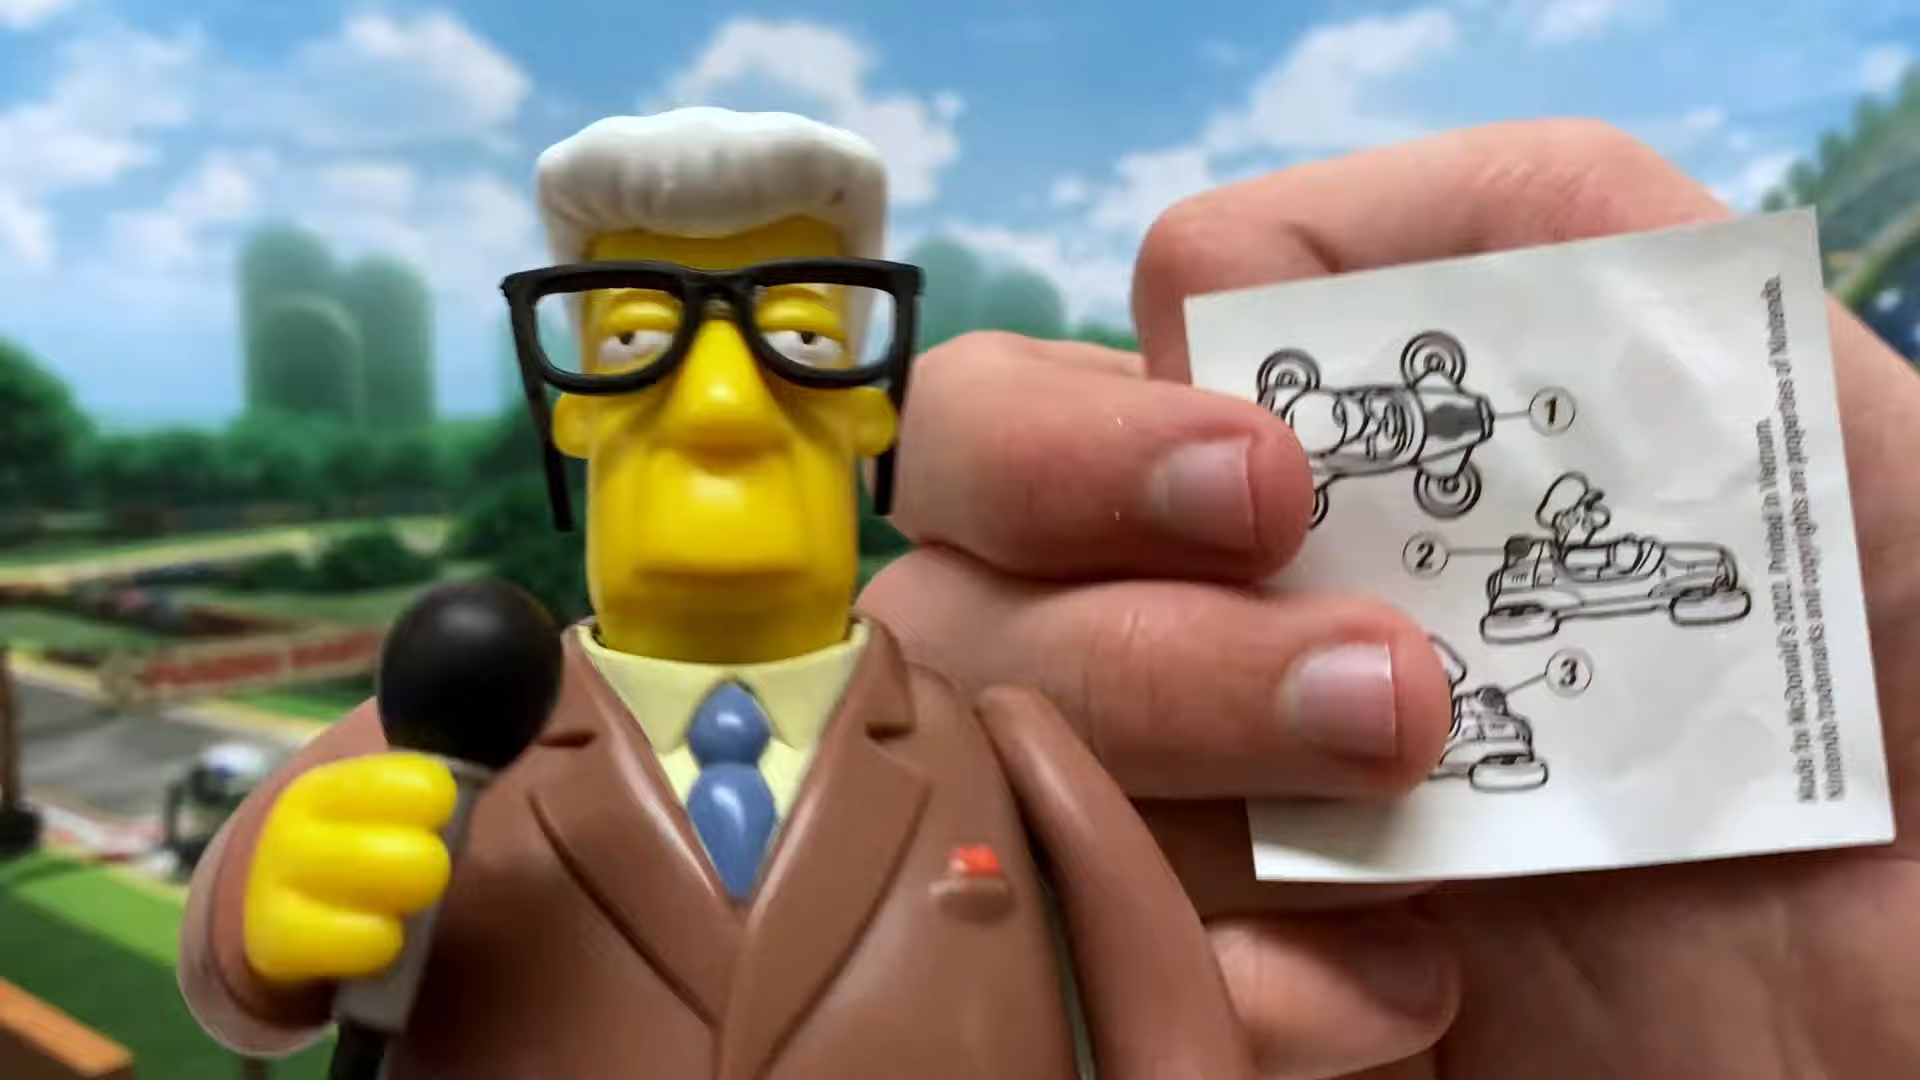 1
2
3
Made for McDonald's 2022. Printed in Vietnam.
Nintendo trademarks and copyrights are properties of Nintendo.